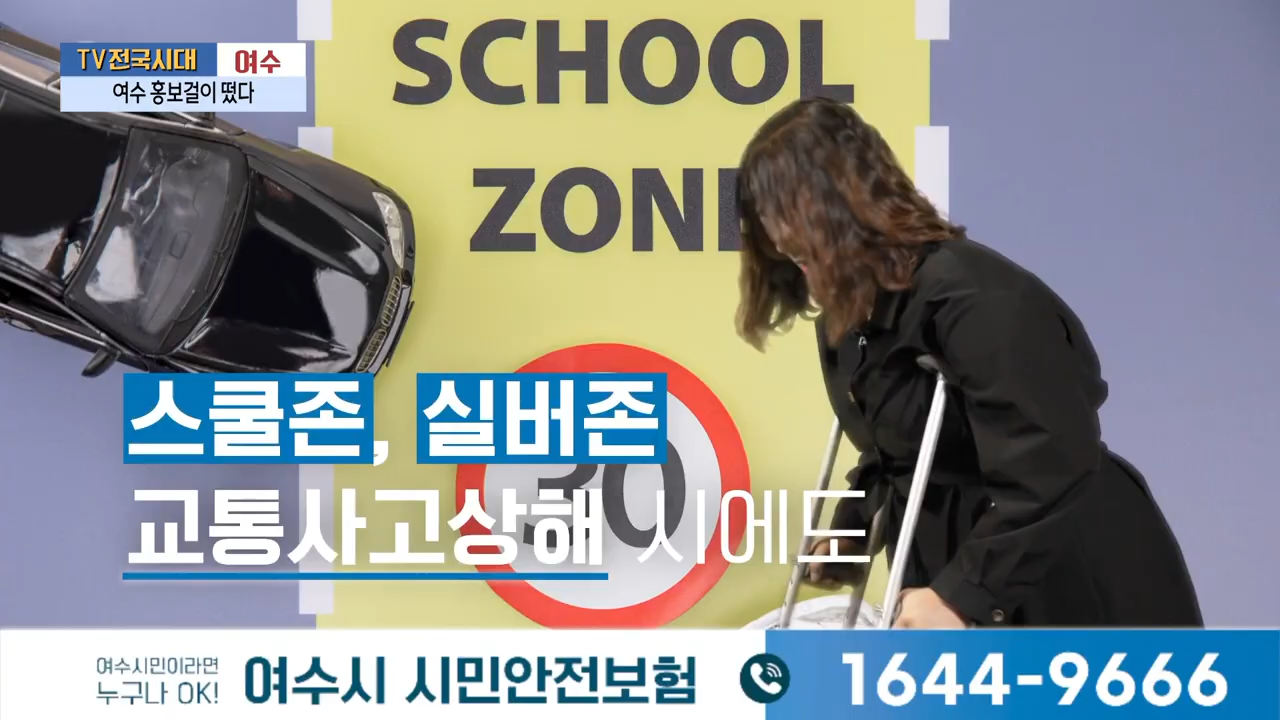 TV전국시대 여수
여수 홍보걸이 떴다
SCHOOL
ZONE
스쿨존, 실버존
30
교통사고상해 시에도
여수시민이라면
누구나 OK!
여수시 시민안전보험
1644-9666